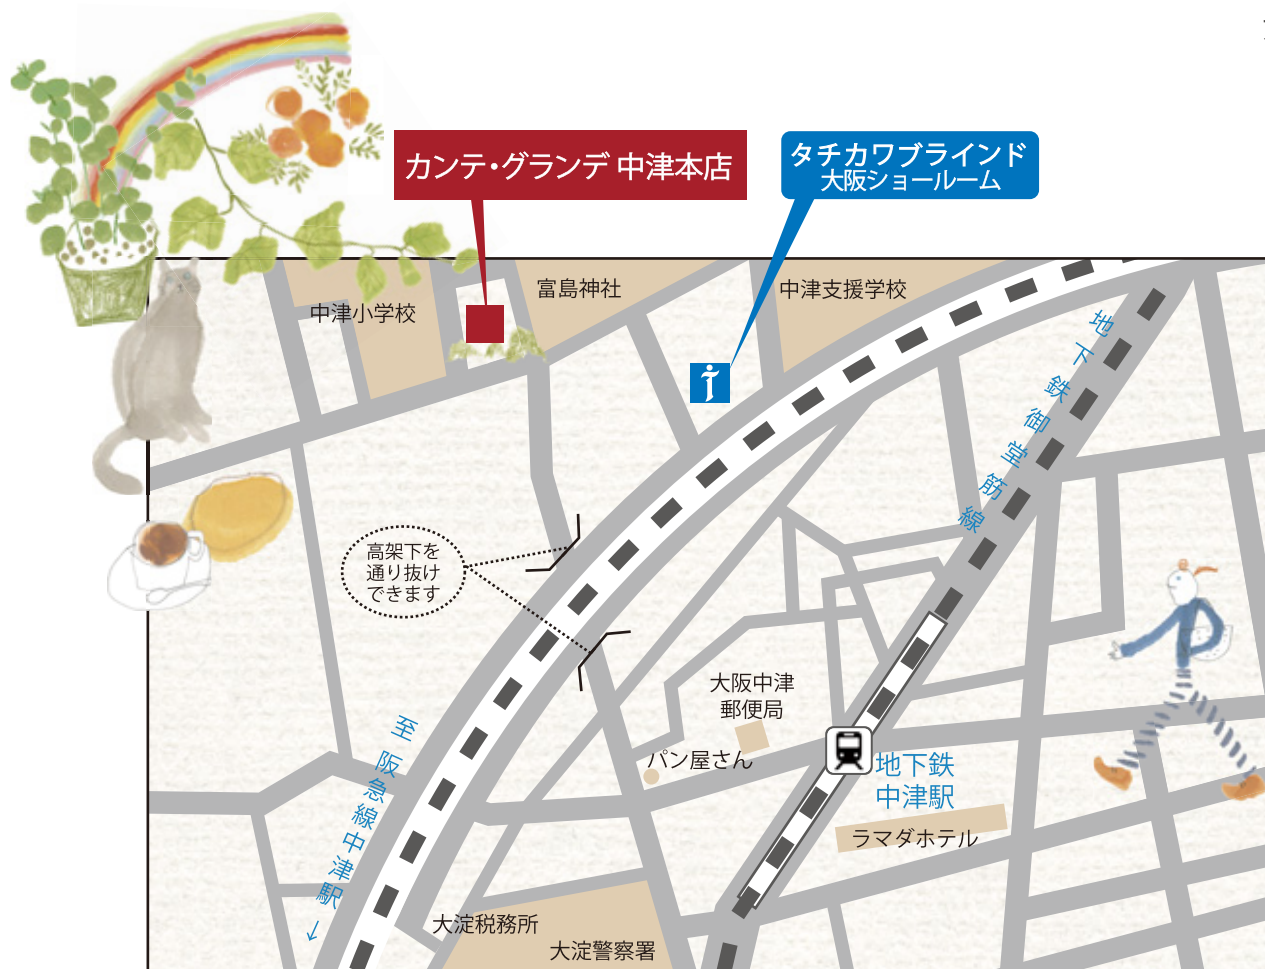 カンテ・グランデ 中津本店
タチカワブラインド
大阪ショールーム
中津小学校
富島神社
中津支援学校
地下鉄御堂筋線
高架下を
通り抜け
できます
大阪中津
郵便局
パン屋さん
地下鉄
中津駅
ラマダホテル
至 阪急線中津駅 ←
大淀税務所
大淀警察署